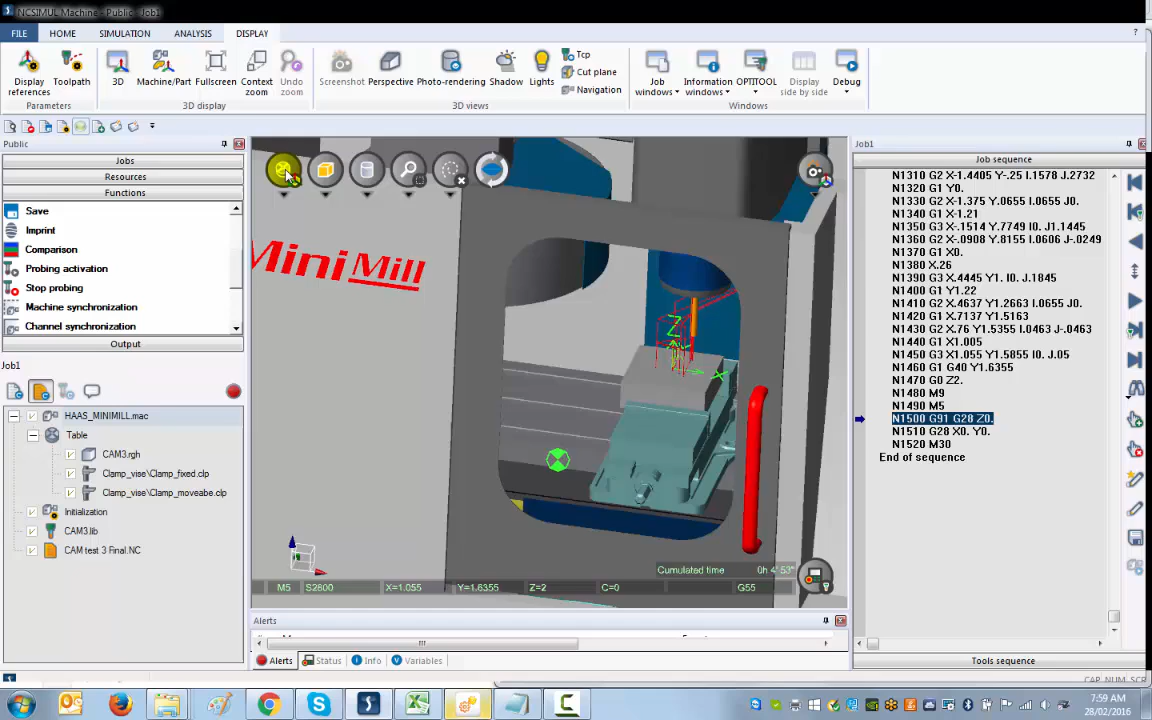 NCSIMUL Machine - Public - Job1
FILE HOME SIMULATION ANALYSIS DISPLAY ?
Display references
Toolpath
3D
Machine/Part
Fullscreen
Context zoom
Undo zoom
Screenshot
Perspective
Photo-rendering
Shadow
Lights
Tcp
Cut plane
Navigation
Job windows
Information windows
OPTITOOL
Display side by side
Debug
Parameters 3D display 3D views Windows
Public
Jobs
Resources
Functions
Save
Imprint
Comparison
Probing activation
Stop probing
Machine synchronization
Channel synchronization
Output
Job1
HAAS_MINIMILL.mac
Table
CAM3.rgh
Clamp_vise\Clamp_fixed.clp
Clamp_vise\Clamp_moveabe.clp
Initialization
CAM3.lib
CAM test 3 Final.NC
Mini Mill
Z
X
Cumulated time 0h 4' 53"
M5 S2800 X=1.055 Y=1.6355 Z=2 C=0 G55
Alerts
Alerts Status Info Variables
Job1
Job sequence
N1310 G2 X-1.4405 Y-.25 I.1578 J.2732
N1320 G1 Y0.
N1330 G2 X-1.375 Y.0655 I.0655 J0.
N1340 G1 X-1.21
N1350 G3 X-.1514 Y.7749 I0. J1.1445
N1360 G2 X-.0908 Y.8155 I.0606 J-.0249
N1370 G1 X0.
N1380 X.26
N1390 G3 X.4445 Y1. I0. J.1845
N1400 G1 Y1.22
N1410 G2 X.4637 Y1.2663 I.0655 J0.
N1420 G1 X.7137 Y1.5163
N1430 G2 X.76 Y1.5355 I.0463 J-.0463
N1440 G1 X1.005
N1450 G3 X1.055 Y1.5855 I0. J.05
N1460 G1 G40 Y1.6355
N1470 G0 Z2.
N1480 M9
N1490 M5
N1500 G91 G28 Z0.
N1510 G28 X0. Y0.
N1520 M30
End of sequence
Tools sequence
CAP NUM SCR
7:59 AM
28/02/2016